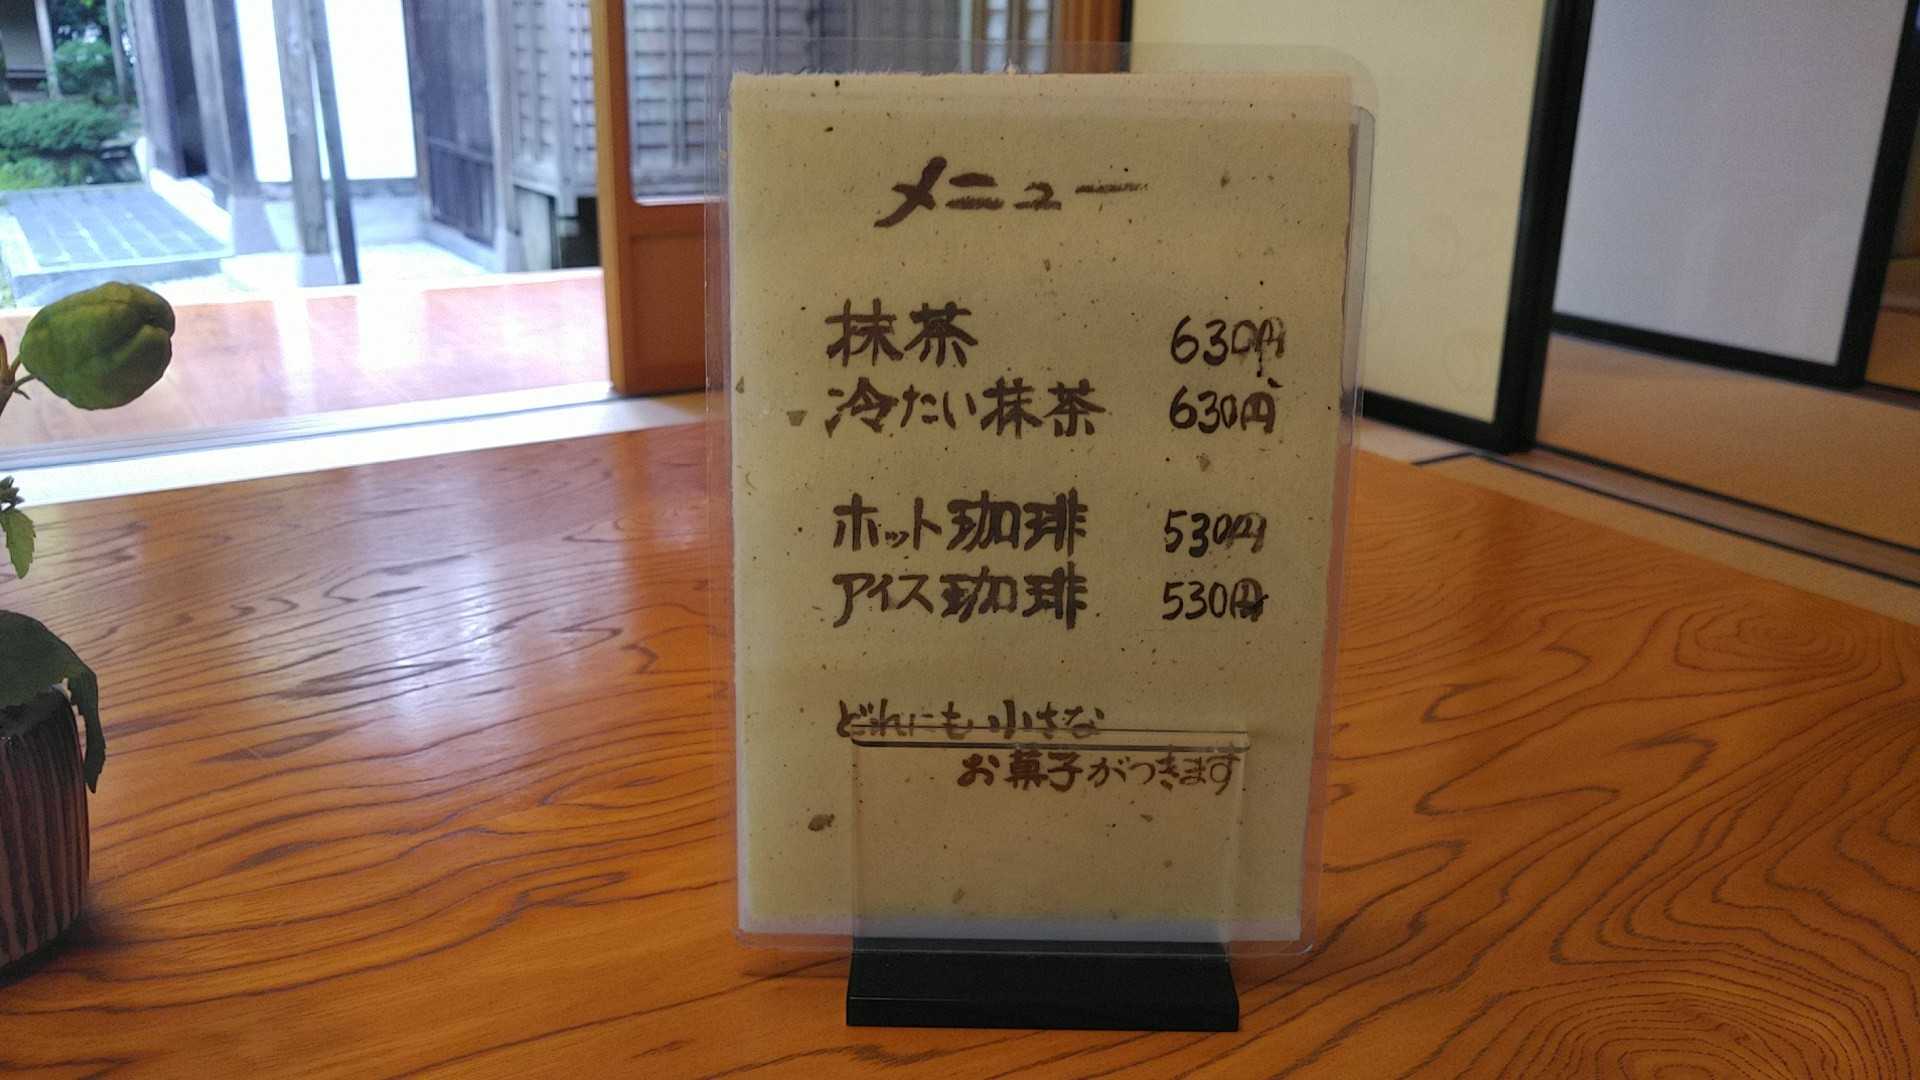 メニュー
抹茶 630円
冷たい抹茶 630円
ホット珈琲 530円
アイス珈琲 530円
どれにも小さな
お菓子がつきます